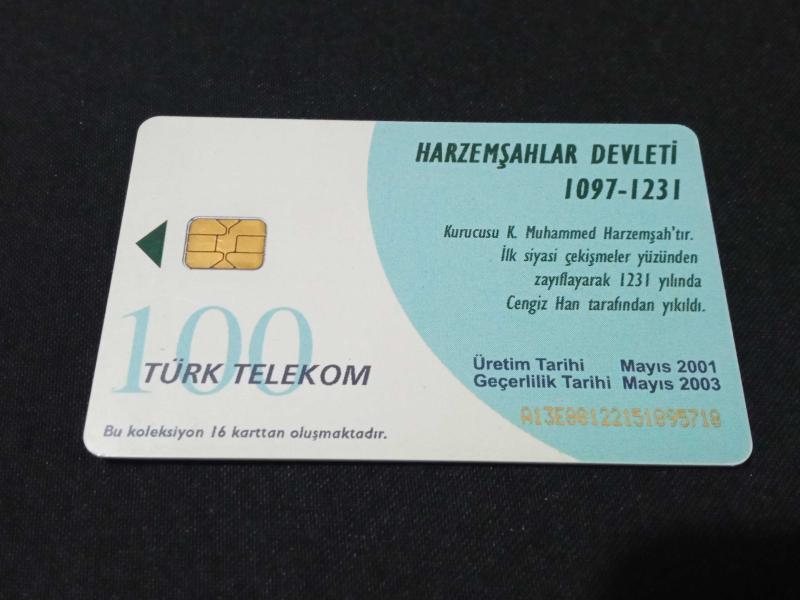 HARZEMŞAHLAR DEVLETİ
1097-1231
Kurucusu K. Muhammed Harzemşah'tır.
İlk siyasi çekişmeler yüzünden
zayıflayarak 1231 yılında
Cengiz Han tarafından yıkıldı.
Üretim Tarihi Mayıs 2001
Geçerlilik Tarihi Mayıs 2003
A13E00122151095710
100
TÜRK TELEKOM
Bu koleksiyon 16 karttan oluşmaktadır.